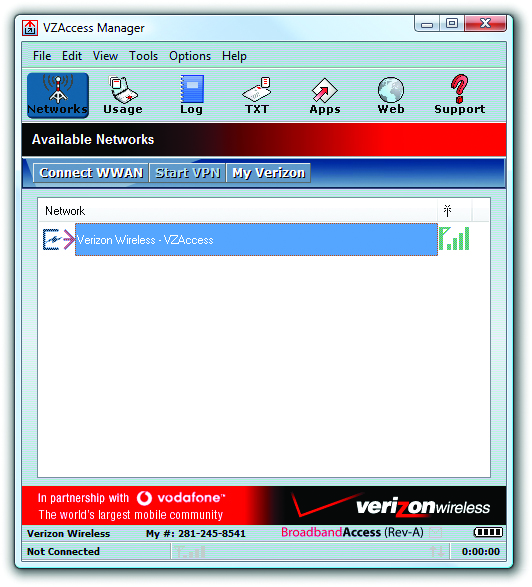 VZAccess Manager
File Edit View Tools Options Help
Networks Usage Log TXT Apps Web Support
Available Networks
Connect WWAN Start VPN My Verizon
Network
Verizon Wireless - VZAccess
In partnership with vodafone™
The world's largest mobile community
verizonwireless
Verizon Wireless My #: 281-245-8541 BroadbandAccess (Rev-A)
Not Connected 0:00:00